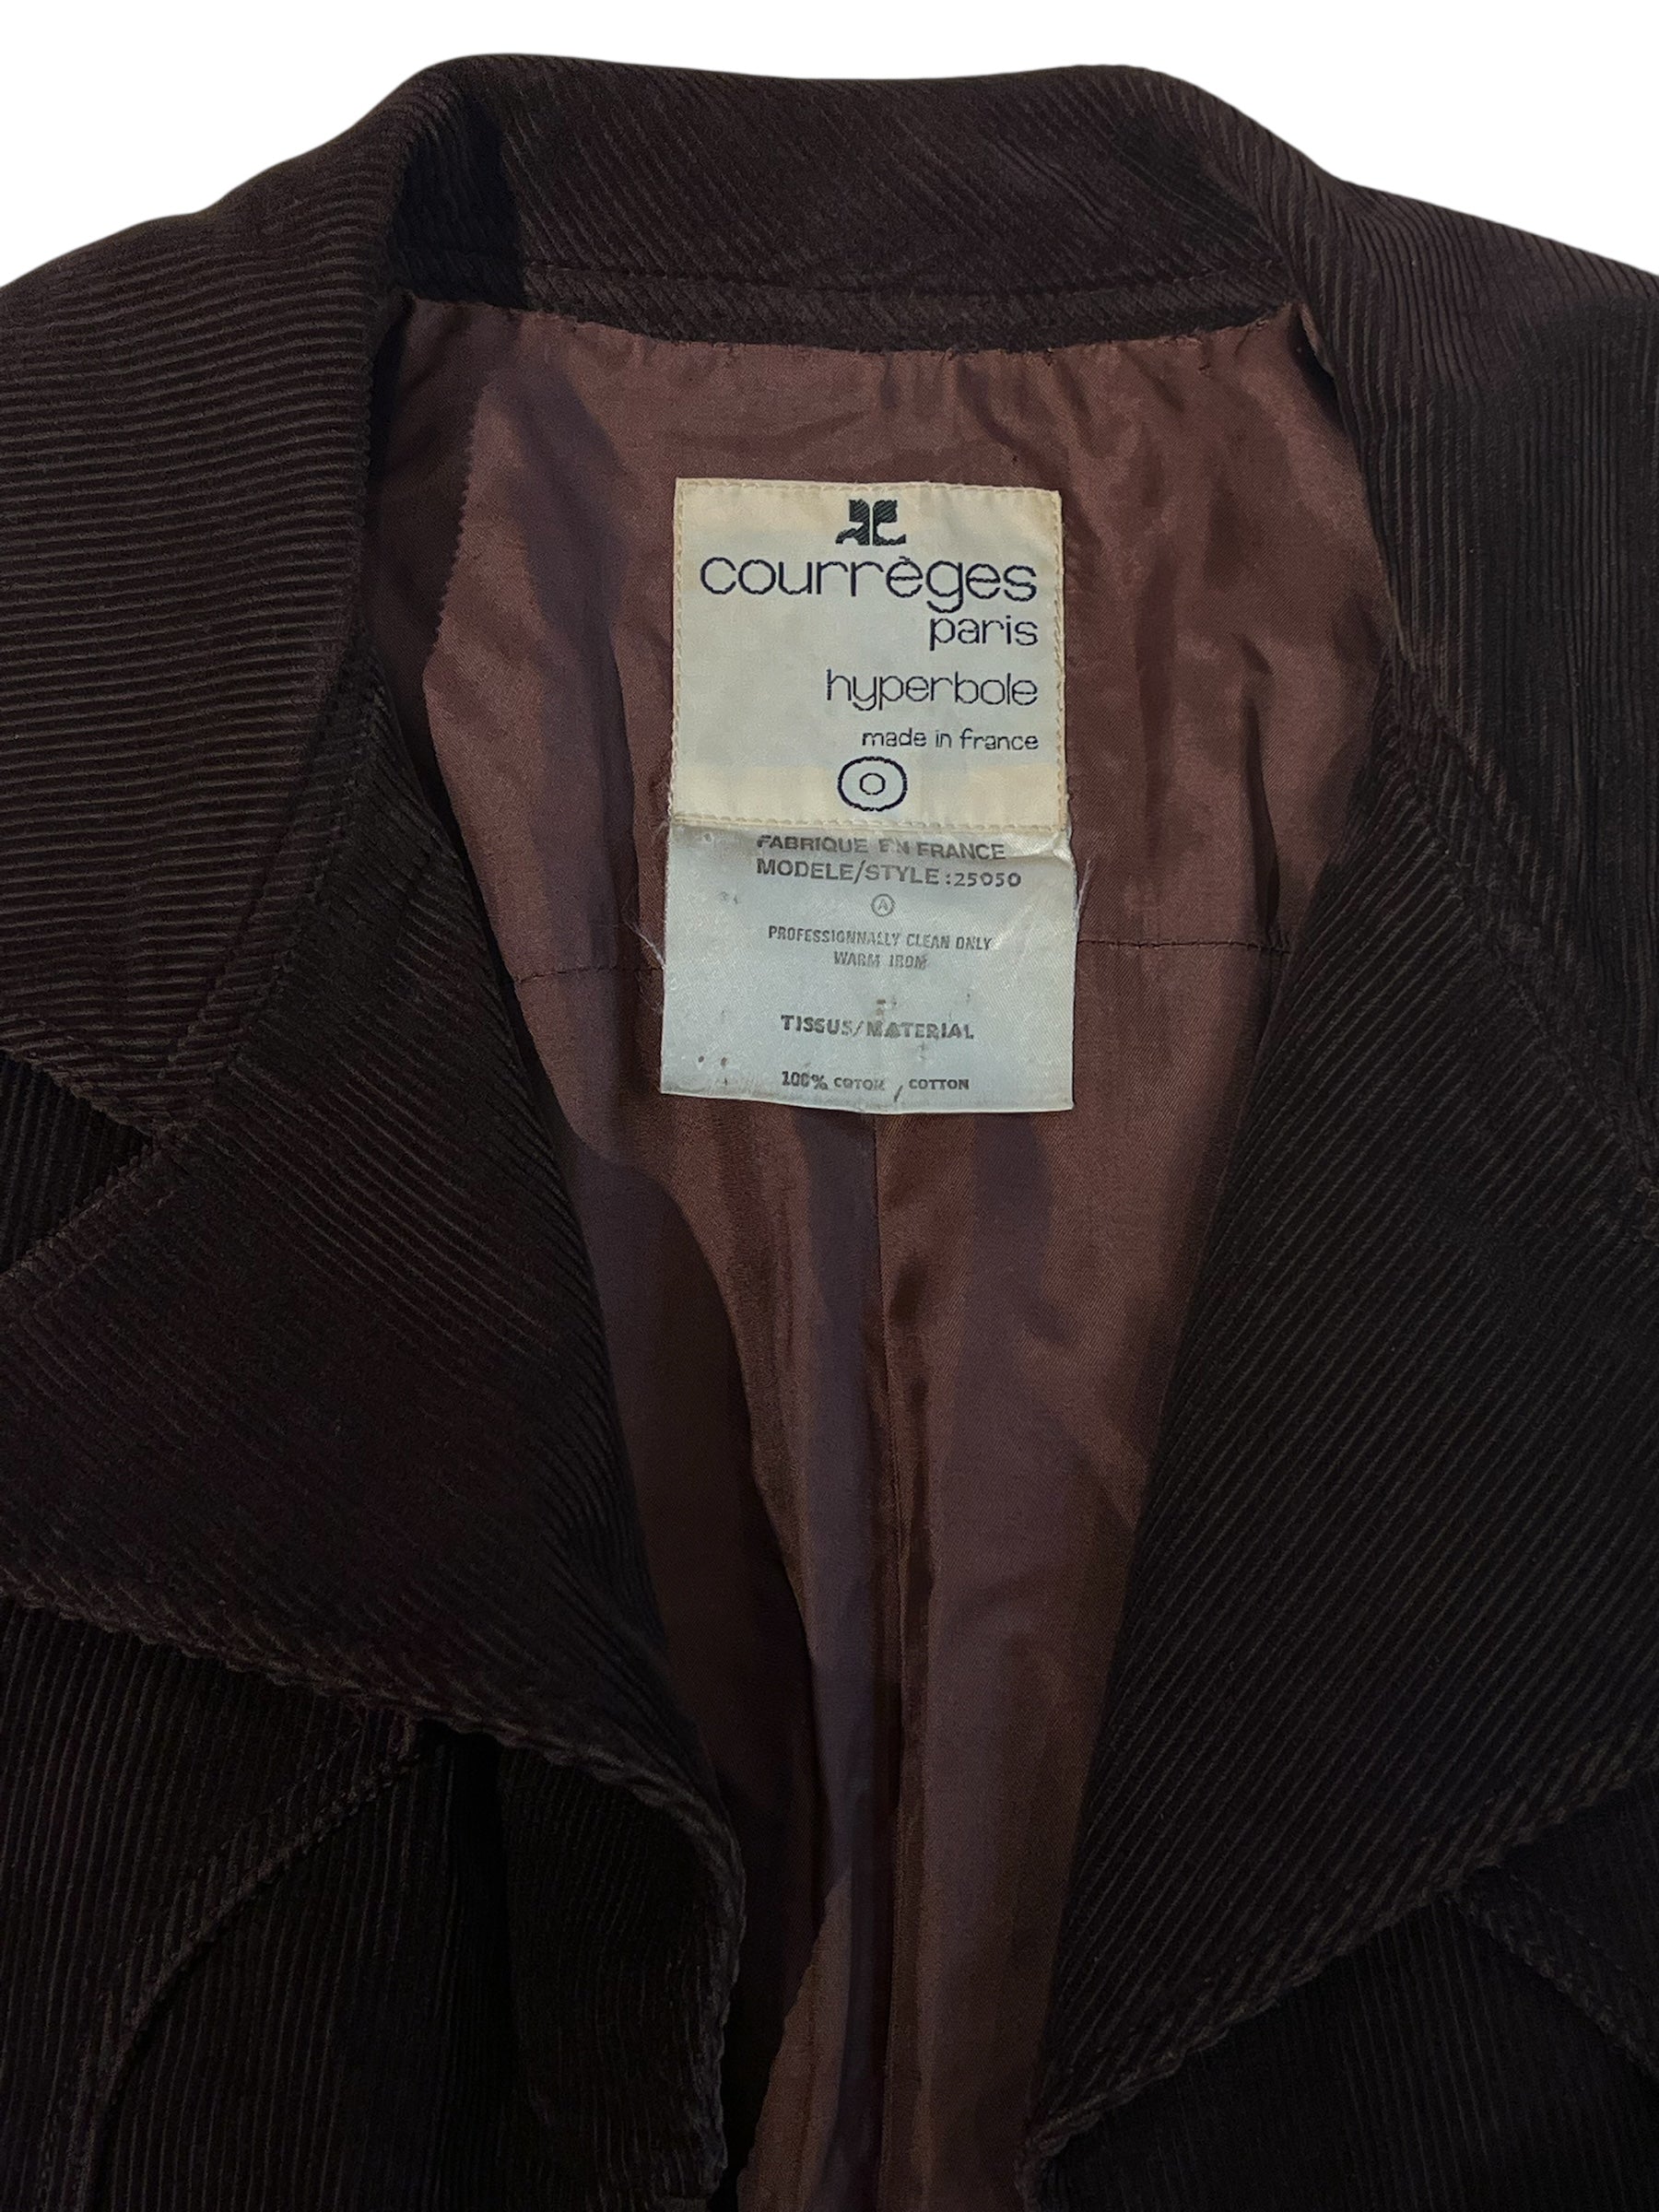 AC
courrèges
paris
hyperbole
made in france
O
FABRIQUE EN FRANCE
MODELE/STYLE:25050
A
PROFESSIONNALLY CLEAN ONLY
WARM IRON
TISSUS/MATERIAL
100% COTON / COTTON